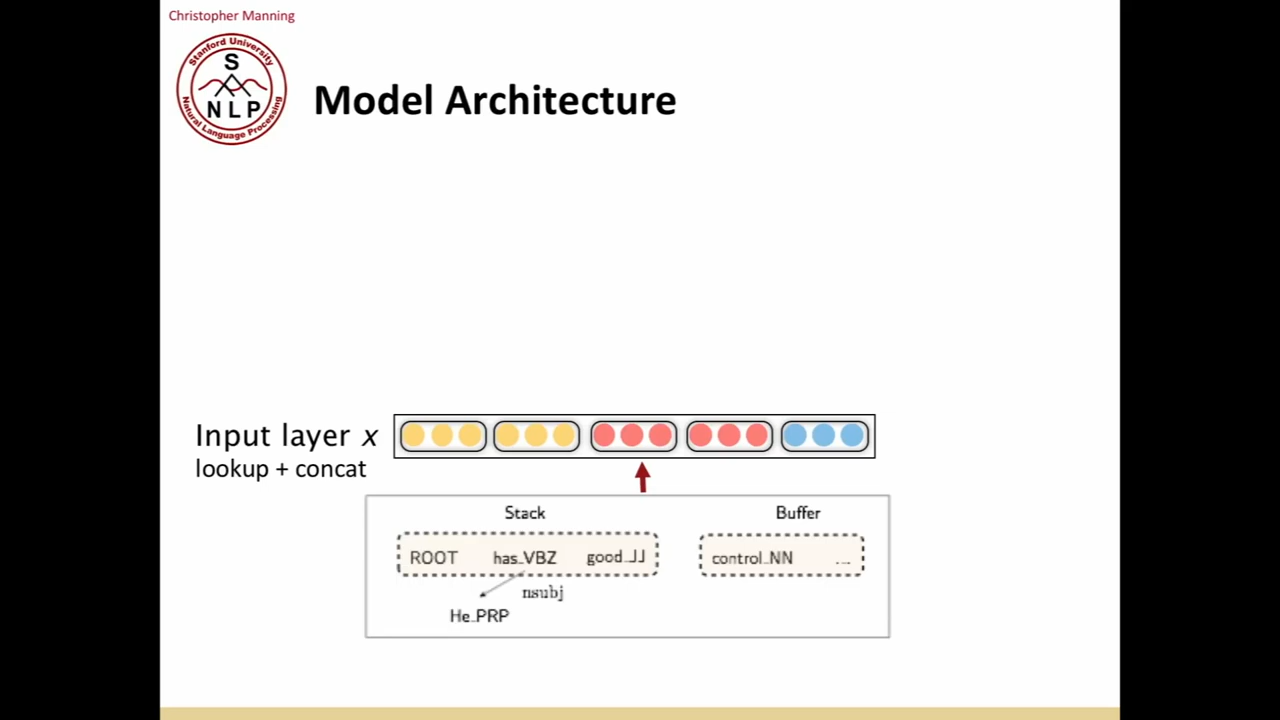 Christopher Manning
Stanford University
S
NLP
Natural Language Processing
Model Architecture
Input layer x
lookup + concat
Stack Buffer
ROOT has_VBZ good_JJ control_NN ...
nsubj
He_PRP